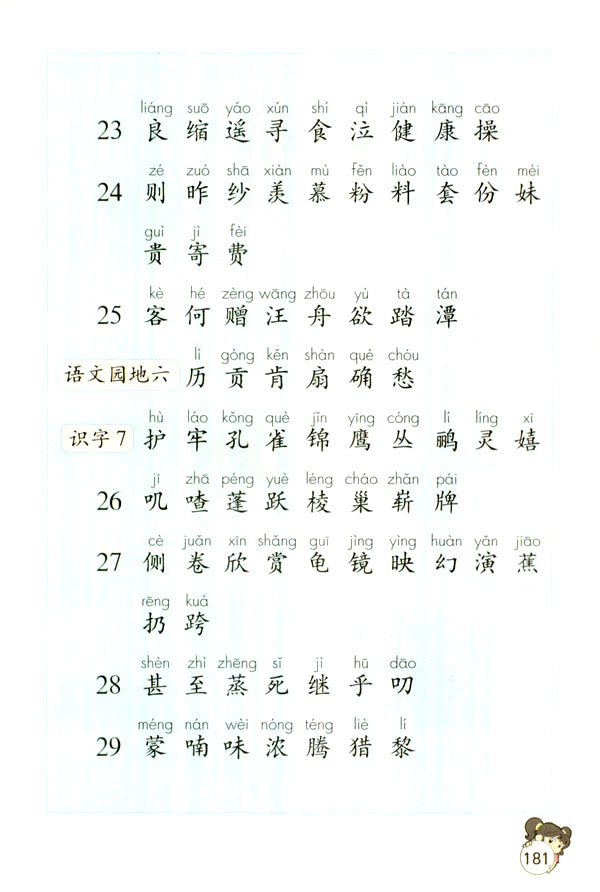 liáng suō yáo xún shí qì jiàn kāng cāo
23 良 缩 遥 寻 食 泣 健 康 操
zé zuó shā xiàn mù fěn liào tào fèn mèi
24 则 昨 纱 羡 慕 粉 料 套 份 妹
guì jì fèi
贵 寄 费
kè hé zèng wāng zhōu yù tà tán
25 客 何 赠 汪 舟 欲 踏 潭
lì gòng kěn shàn què chóu
语文园地六 历 贡 肯 扇 确 愁
hù láo kǒng què jǐn yīng cóng lí líng xī
识字 7 护 牢 孔 雀 锦 鹰 丛 鹂 灵 嬉
jī zhā péng yuè léng cháo zhǎn pái
26 叽 喳 蓬 跃 棱 巢 崭 牌
cè juǎn xīn shǎng guī jìng yìng huàn yǎn jiāo
27 侧 卷 欣 赏 龟 镜 映 幻 演 蕉
rēng kuà
扔 跨
shèn zhì zhēng sǐ jì hū dāo
28 甚 至 蒸 死 继 乎 叨
méng nán wèi nóng téng liè lí
29 蒙 喃 味 浓 腾 猎 黎
181